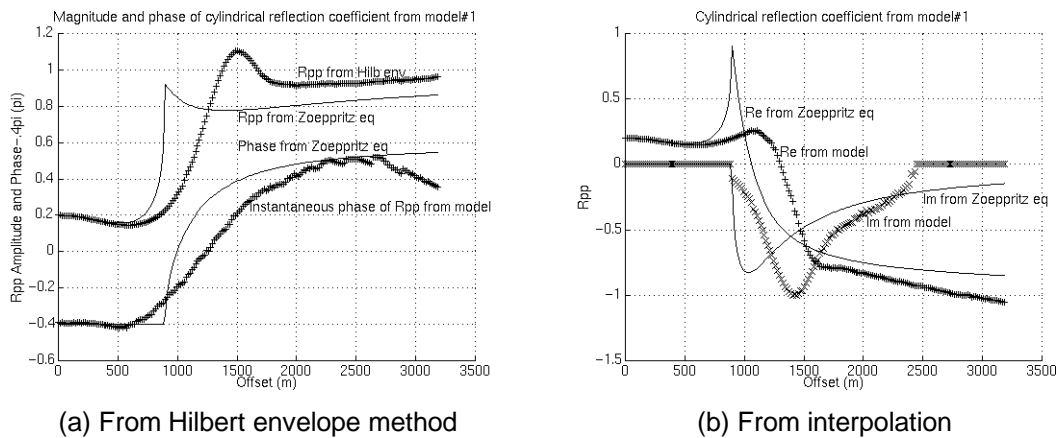 Magnitude and phase of cylindrical reflection coefficient from model#1
1.2
1
0.8
0.6
0.4
0.2
0
−0.2
−0.4
−0.6
Rpp Amplitude and Phase−.4pi (pi)
Rpp from Hilb env
Rpp from Zoeppritz eq
Phase from Zoeppritz eq
Instantaneous phase of Rpp from model
0 500 1000 1500 2000 2500 3000 3500
Offset (m)
(a) From Hilbert envelope method
Cylindrical reflection coefficient from model#1
1
0.5
0
−0.5
−1
−1.5
Rpp
Re from Zoeppritz eq
Re from model
Im from Zoeppritz eq
Im from model
0 500 1000 1500 2000 2500 3000 3500
Offset (m)
(b) From interpolation